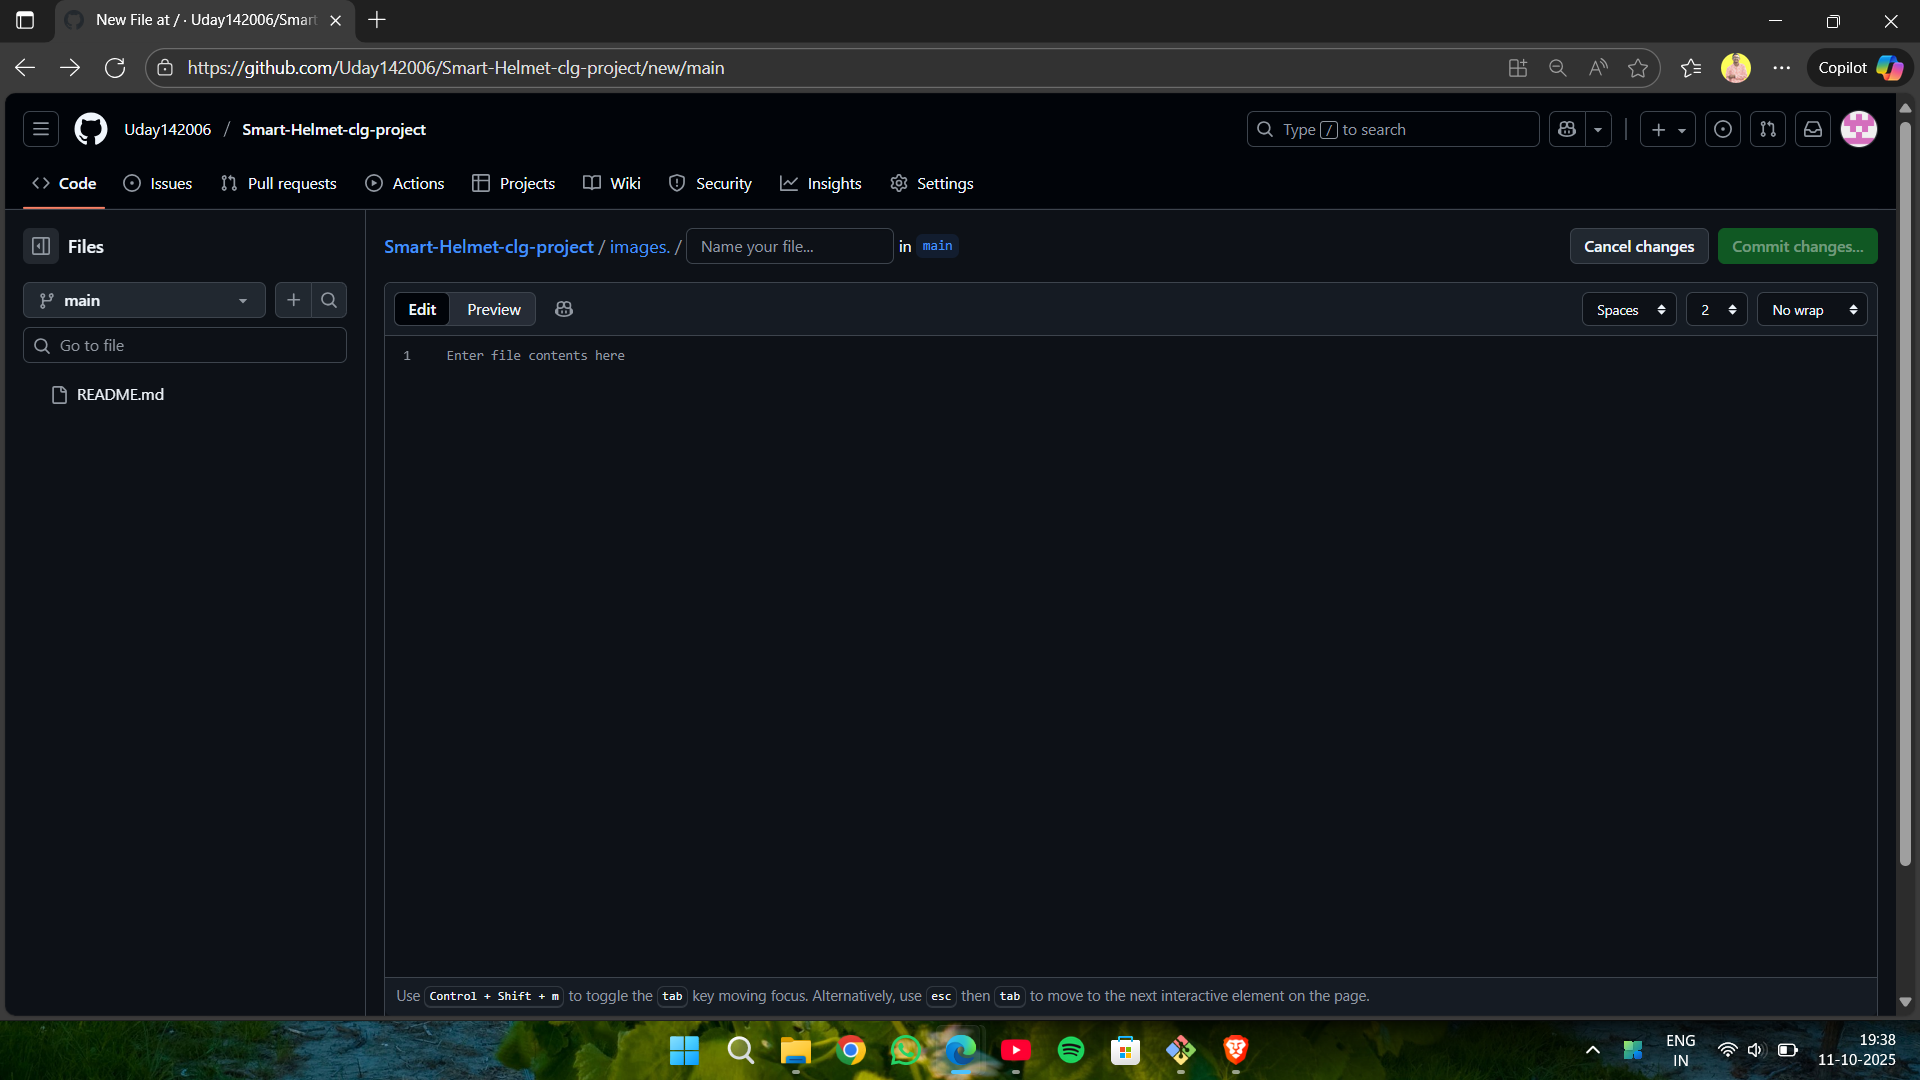 New File at / · Uday142006/Smart
https://github.com/Uday142006/Smart-Helmet-clg-project/new/main
Copilot
Uday142006 / Smart-Helmet-clg-project
Type / to search
Code Issues Pull requests Actions Projects Wiki Security Insights Settings
Files
Smart-Helmet-clg-project / images. / Name your file... in main
Cancel changes Commit changes...
main
Edit Preview
Spaces 2 No wrap
Go to file
1 Enter file contents here
README.md
Use Control + Shift + m to toggle the tab key moving focus. Alternatively, use esc then tab to move to the next interactive element on the page.
ENG
IN
19:38
11-10-2025